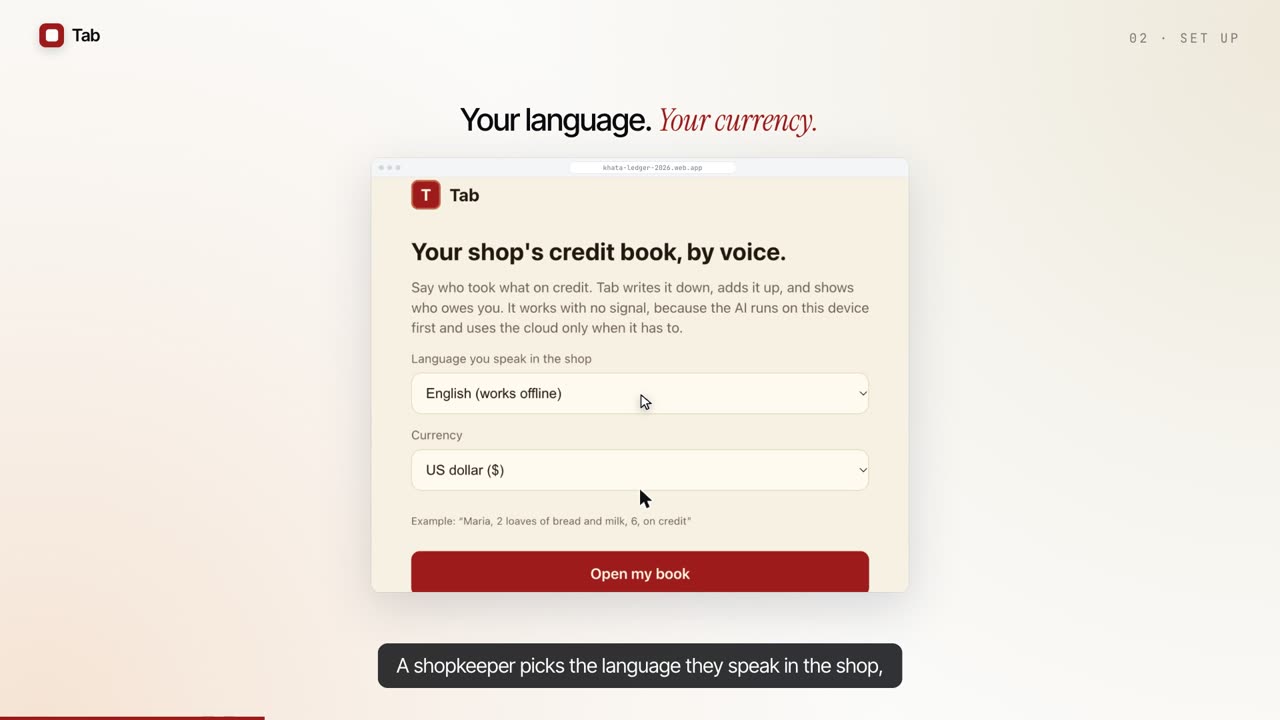 Tab
02 · SET UP
Your language. Your currency.
khata-ledger-2026.web.app
T Tab
Your shop's credit book, by voice.
Say who took what on credit. Tab writes it down, adds it up, and shows
who owes you. It works with no signal, because the AI runs on this device
first and uses the cloud only when it has to.
Language you speak in the shop
English (works offline)
Currency
US dollar ($)
Example: “Maria, 2 loaves of bread and milk, 6, on credit”
Open my book
A shopkeeper picks the language they speak in the shop,